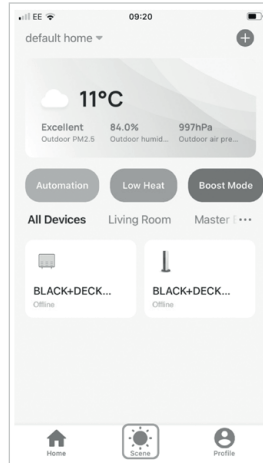 EE 09:20
default home
11°C
Excellent 84.0% 997hPa
Outdoor PM2.5 Outdoor humid... Outdoor air pre...
Automation Low Heat Boost Mode
All Devices Living Room Master ...
BLACK+DECK... BLACK+DECK...
Offline Offline
Home Scene Profile